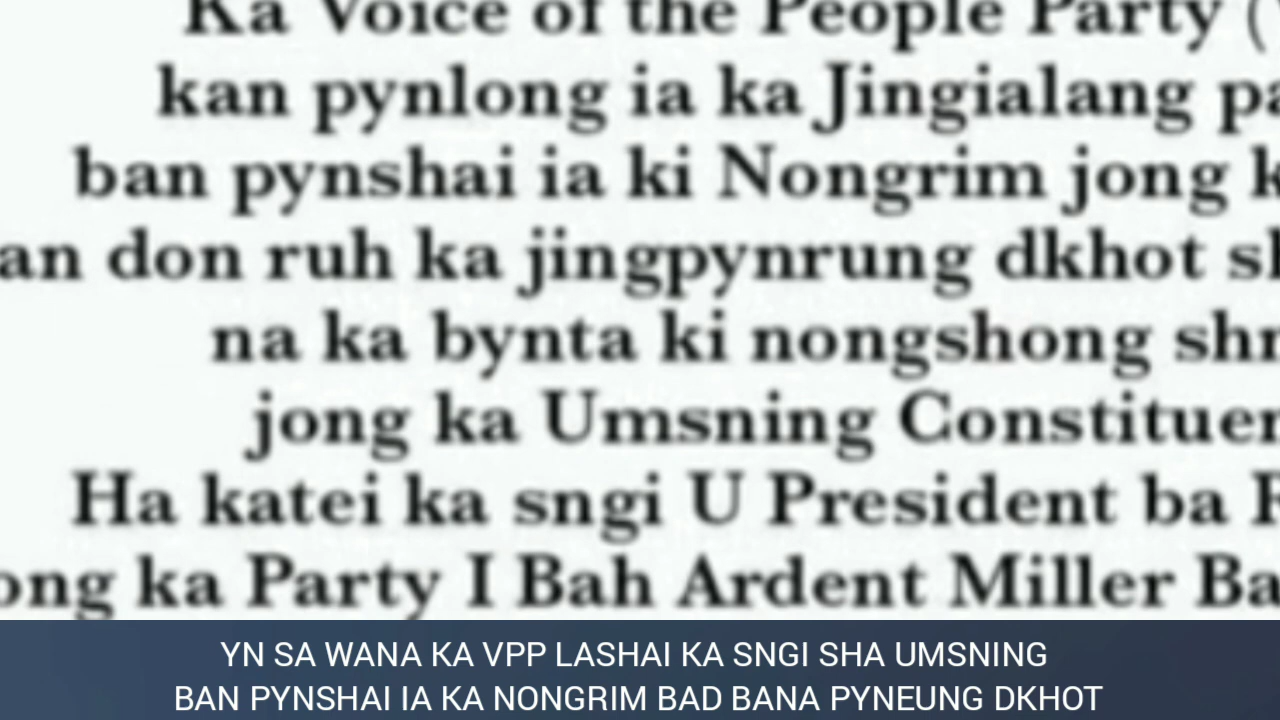 Ka Voice of the People Party (
kan pynlong ia ka Jingialang
ban pynshai ia ki Nongrim jong
don ruh ka jingpynrung dkhot
na ka bynta ki nongshong
jong ka Umsning
Ha katei ka sngi U President ba
ka Party I Bah Ardent Miller
YN SA WANA KA VPP LASHAI KA SNGI SHA UMSNING
BAN PYNSHAI IA KA NONGRIM BAD BANA PYNEUNG DKHOT